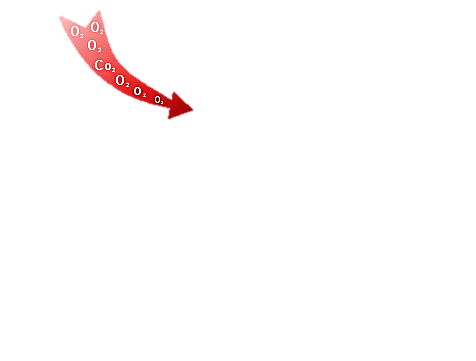 O₂ O₂
O₂
Co₂
O₂ O₂ O₂